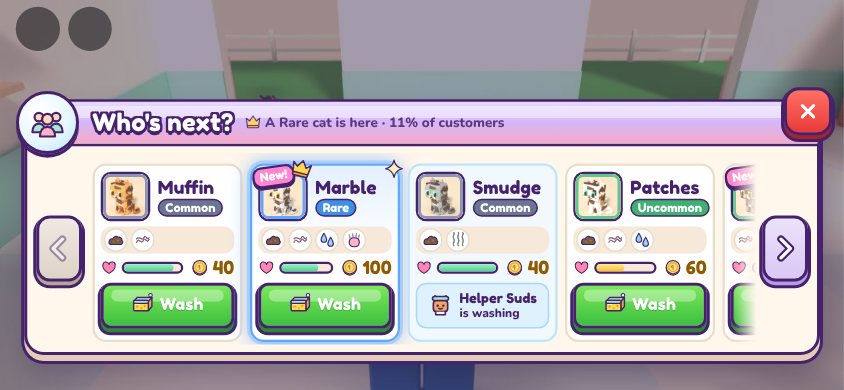 Who's next?
A Rare cat is here · 11% of customers
Muffin
Common
40
Wash
New!
Marble
Rare
100
Wash
Smudge
Common
40
Helper Suds
is washing
Patches
Uncommon
60
Wash